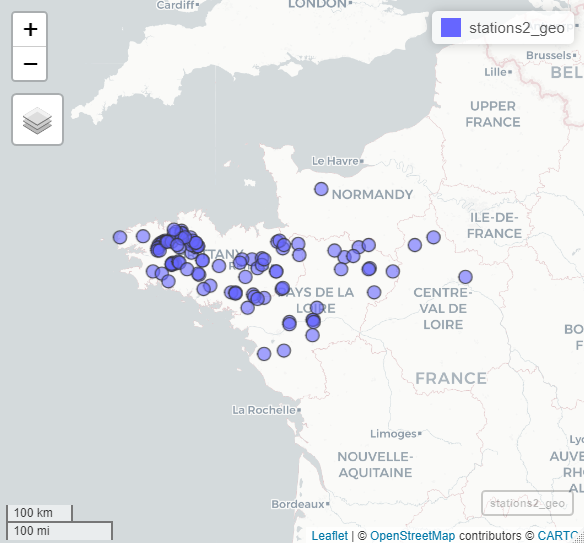 Cardiff
LONDON
+
−
stations2_geo
Brussels
Lille
BEL
UPPER
FRANCE
Le Havre
NORMANDY
ILE-DE-
FRANCE
TANY
PAYS DE LA
LOIRE
CENTRE-
VAL DE
LOIRE
BO
FRANCE
La Rochelle
Limoges
Lyo
NOUVELLE-
AQUITAINE
AUVE
RH
AL
stations2_geo
Bordeaux
100 km
100 mi
Leaflet | © OpenStreetMap contributors © CARTO